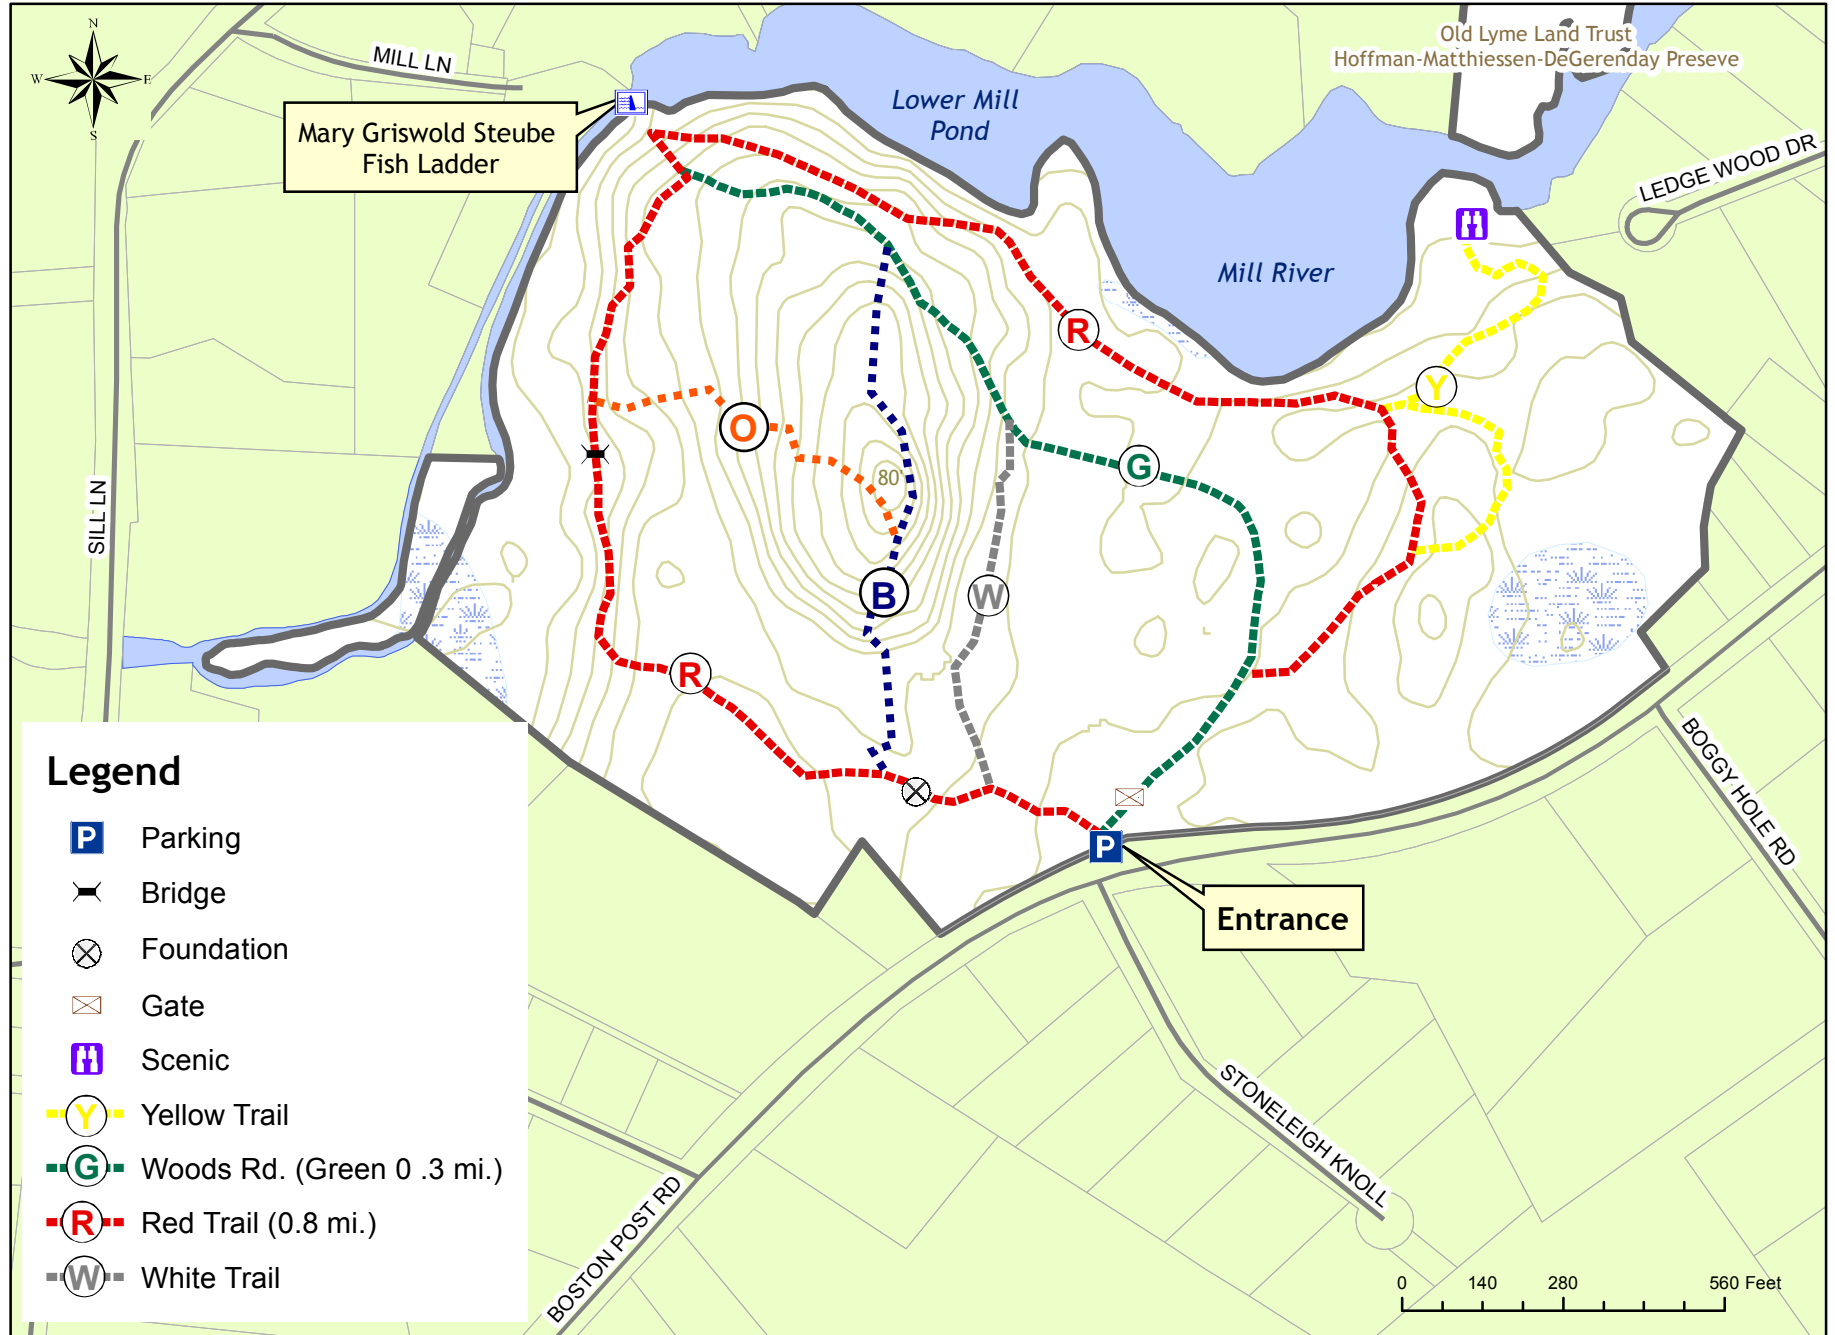 N
W
E
S
MILL LN
Old Lyme Land Trust
Hoffman-Matthiessen-DeGerenday Preseve
Lower Mill
Pond
Mary Griswold Steube
Fish Ladder
LEDGE WOOD DR
Mill River
R
Y
O
G
80'
SILL LN
B
W
R
BOGGY HOLE RD
P
Entrance
Legend
P Parking
Bridge
Foundation
Gate
Scenic
Y Yellow Trail
G Woods Rd. (Green 0 .3 mi.)
R Red Trail (0.8 mi.)
W White Trail
STONELEIGH KNOLL
BOSTON POST RD
0 140 280 560 Feet